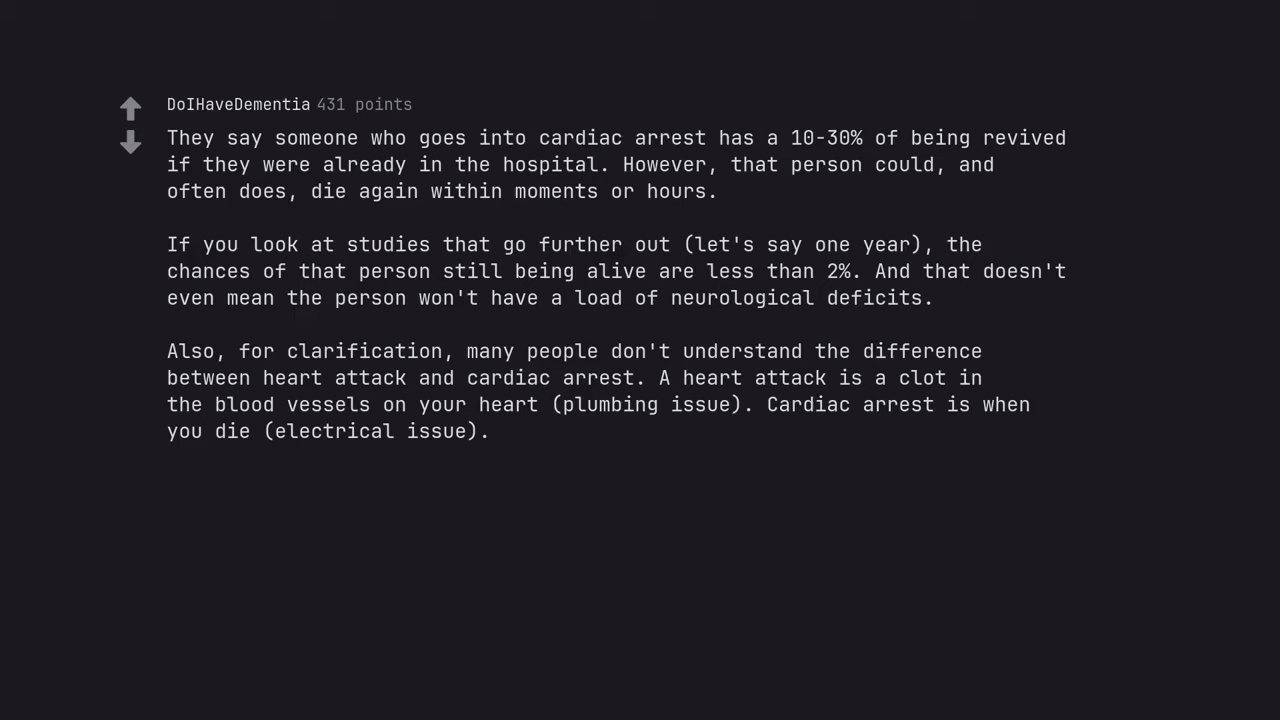 DoIHaveDementia 431 points
They say someone who goes into cardiac arrest has a 10-30% of being revived
if they were already in the hospital. However, that person could, and
often does, die again within moments or hours.
If you look at studies that go further out (let's say one year), the
chances of that person still being alive are less than 2%. And that doesn't
even mean the person won't have a load of neurological deficits.
Also, for clarification, many people don't understand the difference
between heart attack and cardiac arrest. A heart attack is a clot in
the blood vessels on your heart (plumbing issue). Cardiac arrest is when
you die (electrical issue).